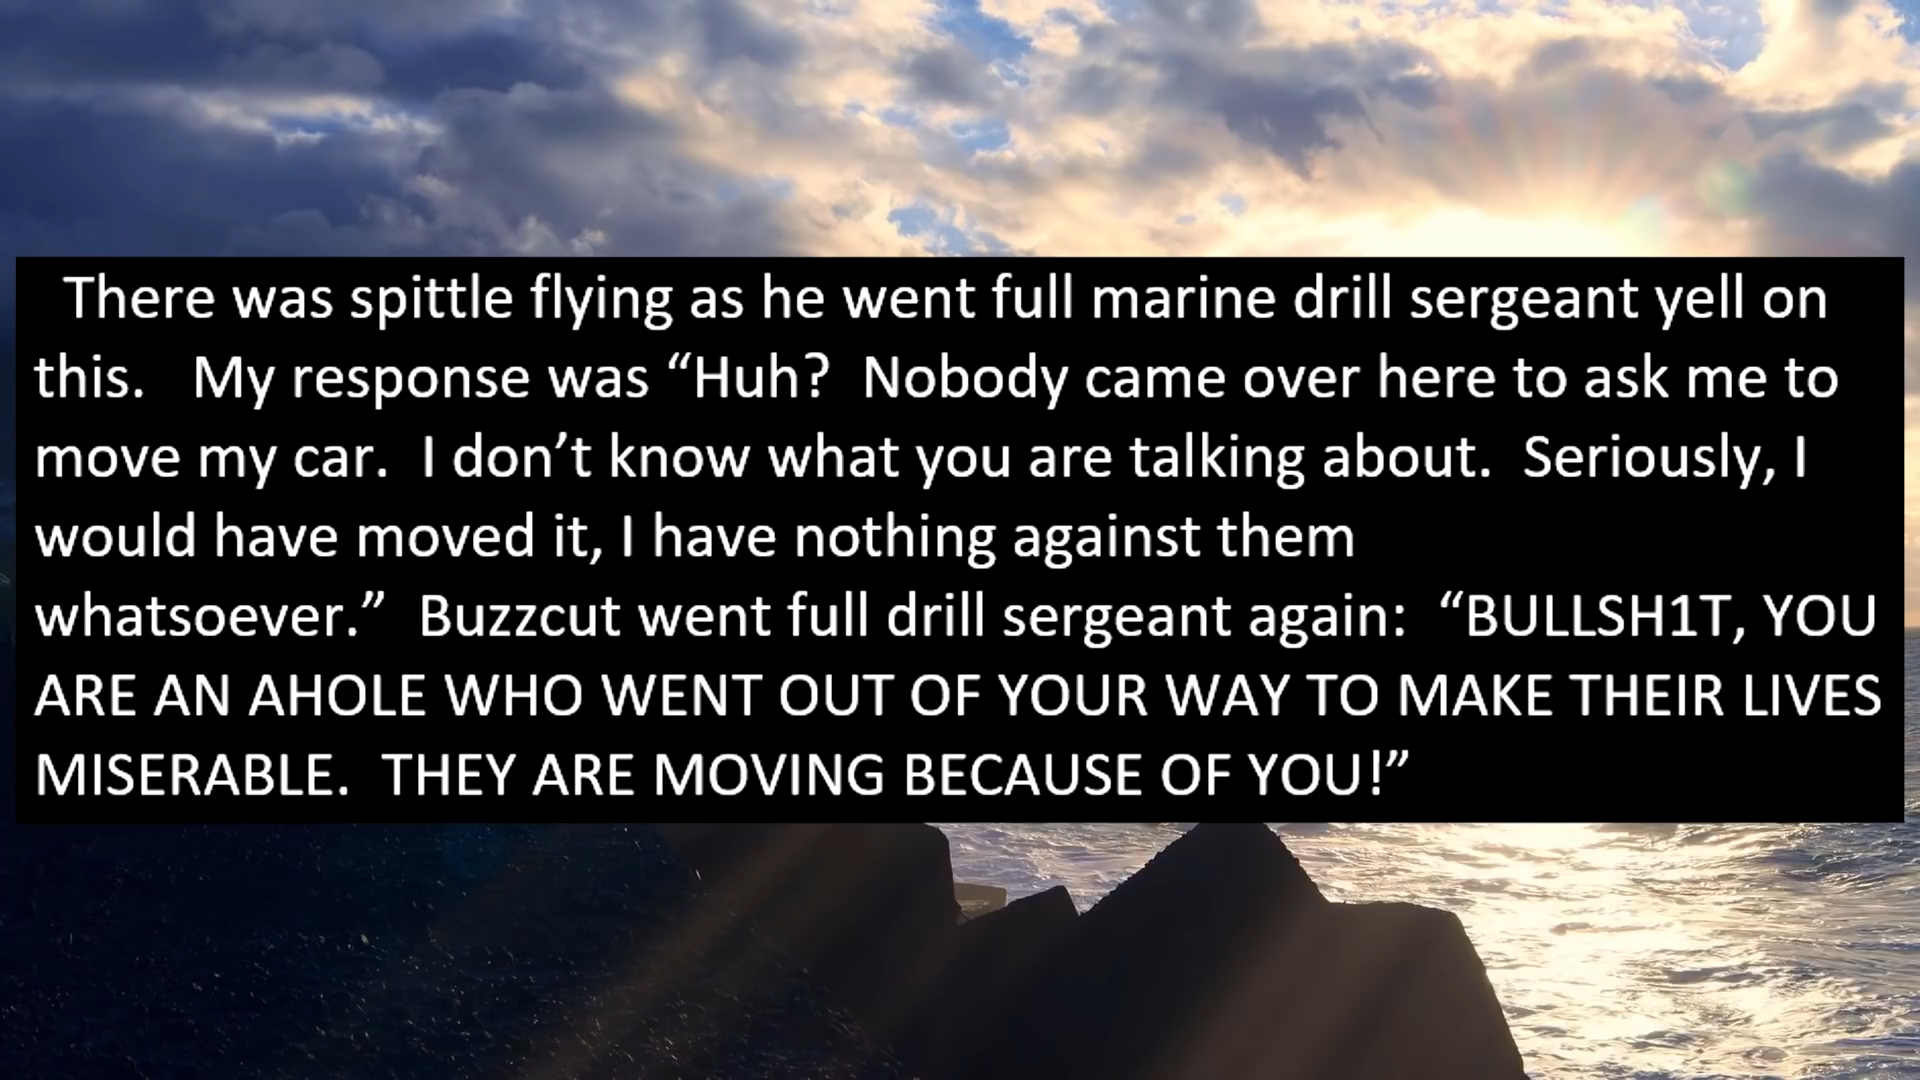 There was spittle flying as he went full marine drill sergeant yell on
this. My response was “Huh? Nobody came over here to ask me to
move my car. I don’t know what you are talking about. Seriously, I
would have moved it, I have nothing against them
whatsoever.” Buzzcut went full drill sergeant again: “BULLSH1T, YOU
ARE AN AHOLE WHO WENT OUT OF YOUR WAY TO MAKE THEIR LIVES
MISERABLE. THEY ARE MOVING BECAUSE OF YOU!”